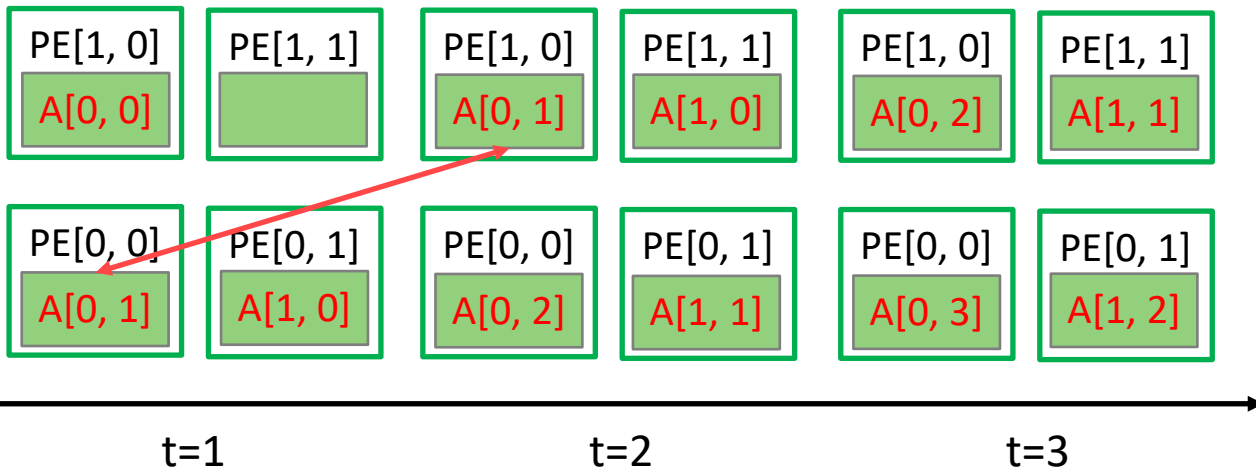 PE[1, 0] PE[1, 1] PE[1, 0] PE[1, 1] PE[1, 0] PE[1, 1]
A[0, 0] A[0, 1] A[1, 0] A[0, 2] A[1, 1]
PE[0, 0] PE[0, 1] PE[0, 0] PE[0, 1] PE[0, 0] PE[0, 1]
A[0, 1] A[1, 0] A[0, 2] A[1, 1] A[0, 3] A[1, 2]
t=1 t=2 t=3